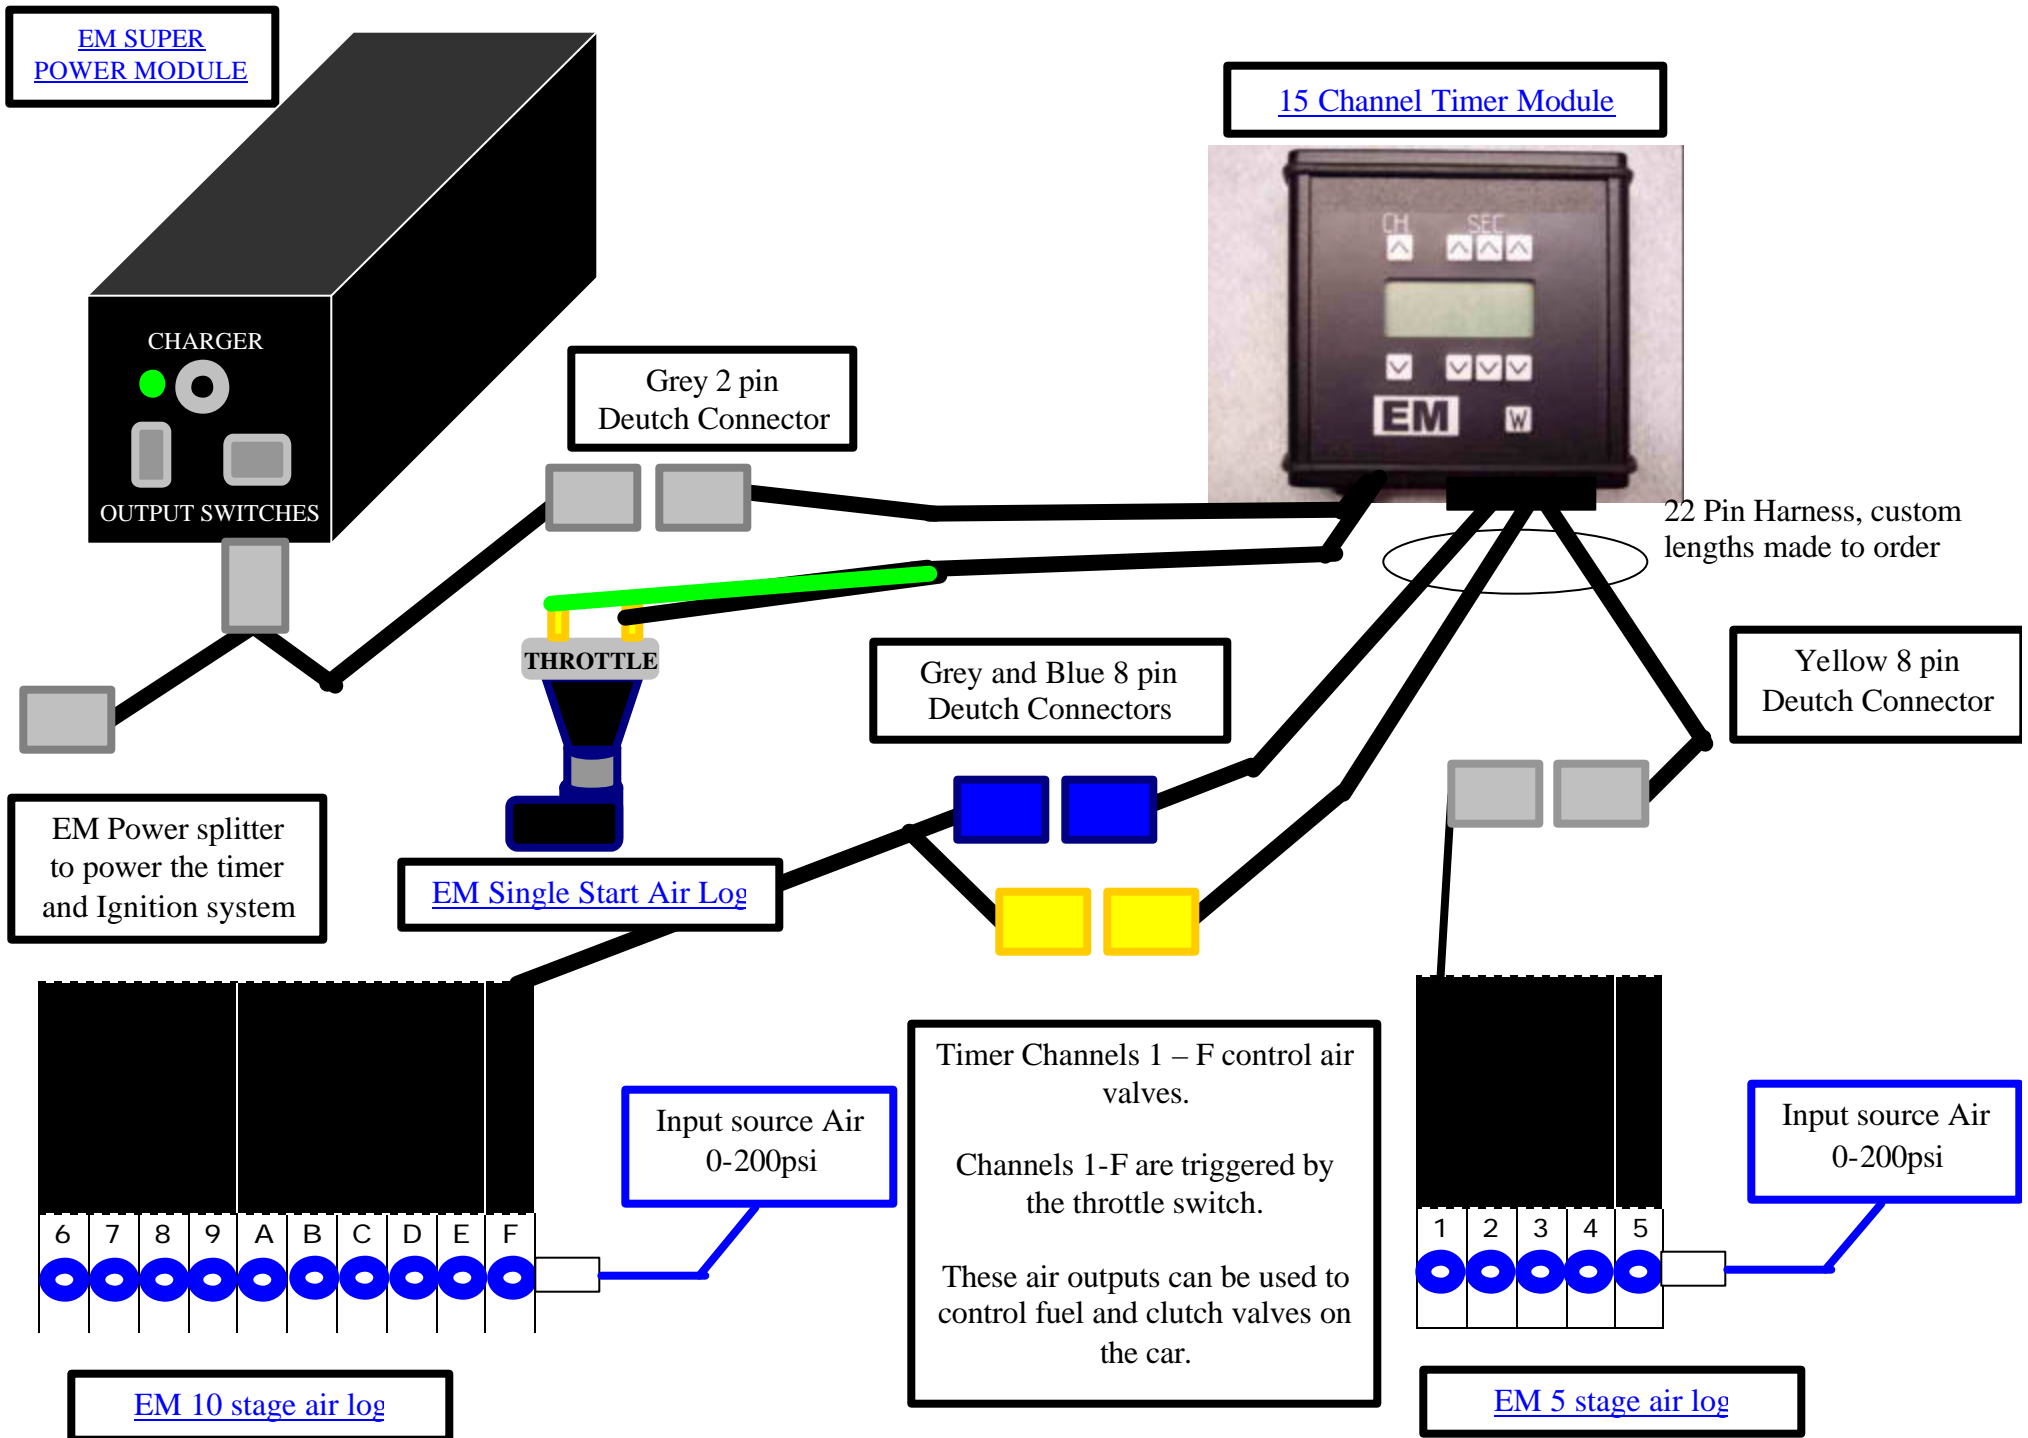 EM SUPER
POWER MODULE
15 Channel Timer Module
CH
SEC
EM
W
CHARGER
OUTPUT SWITCHES
Grey 2 pin
Deutch Connector
22 Pin Harness, custom
lengths made to order
THROTTLE
Grey and Blue 8 pin
Deutch Connectors
Yellow 8 pin
Deutch Connector
EM Power splitter
to power the timer
and Ignition system
EM Single Start Air Log
Timer Channels 1 – F control air
valves.
Channels 1-F are triggered by
the throttle switch.
These air outputs can be used to
control fuel and clutch valves on
the car.
Input source Air
0-200psi
Input source Air
0-200psi
6 7 8 9 A B C D E F
1 2 3 4 5
EM 10 stage air log
EM 5 stage air log